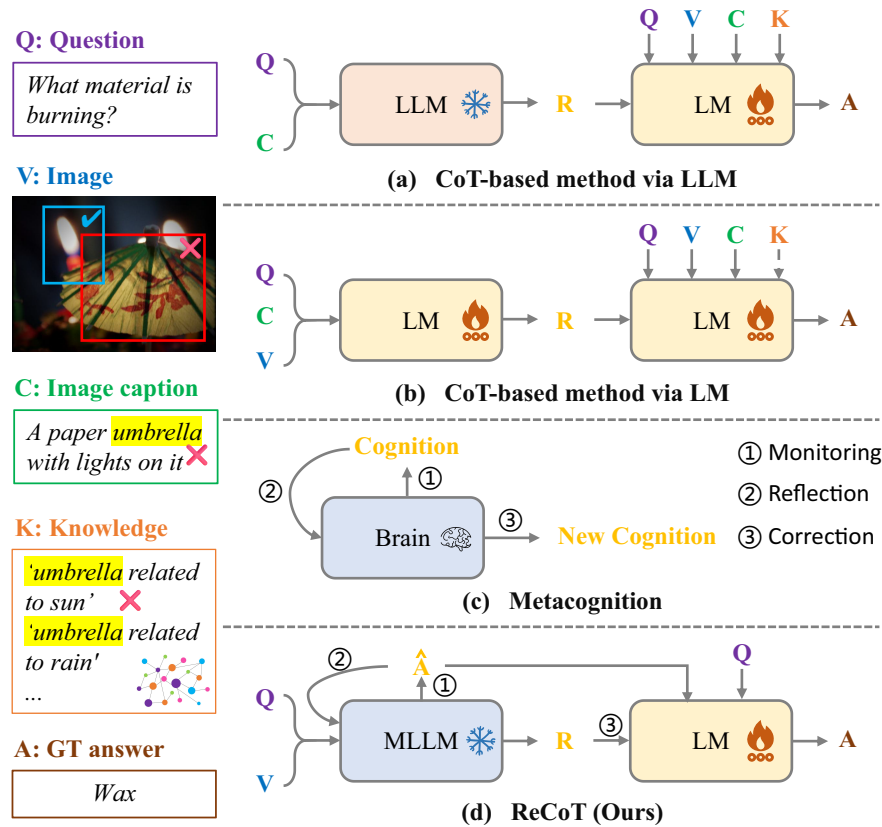 Q: Question
What material is
burning?
V: Image
C: Image caption
A paper umbrella
with lights on it
K: Knowledge
‘umbrella related
to sun’
‘umbrella related
to rain'
...
A: GT answer
Wax
Q
C
LLM
R
Q V C K
LM
A
(a) CoT-based method via LLM
Q
C
V
LM
R
Q V C K
LM
A
(b) CoT-based method via LM
Cognition
①
②
Brain
③
New Cognition
① Monitoring
② Reflection
③ Correction
(c) Metacognition
Q
V
②
Â
①
MLLM
R
③
Q
LM
A
(d) ReCoT (Ours)